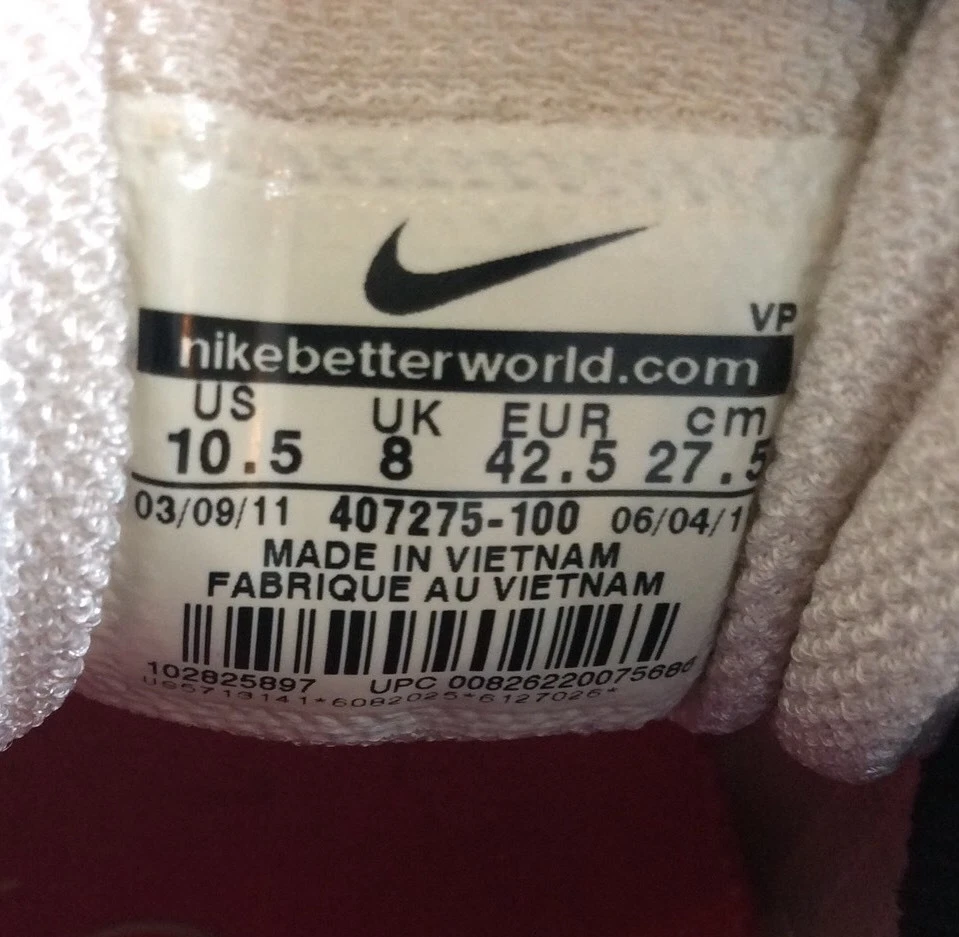 VP
nikebetterworld.com
US UK EUR cm
10.5 8 42.5 27.5
03/09/11 407275-100 06/04/1
MADE IN VIETNAM
FABRIQUE AU VIETNAM
102825897 UPC 00826220075686
US5713141*6082025*6127026*